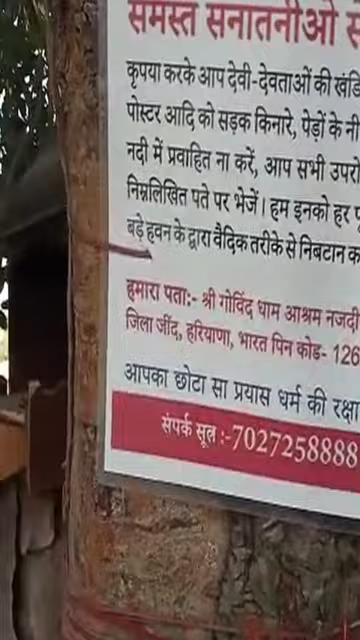 समस्त सनातनीओ से
कृपया करके आप देवी-देवताओं की खंडि
पोस्टर आदि को सड़क किनारे, पेड़ों के नी
नदी में प्रवाहित ना करें, आप सभी उपरो
निम्नलिखित पते पर भेजें। हम इनको हर पू
बड़े हवन के द्वारा वैदिक तरीके से निबटान क
हमारा पता:- श्री गोविंद धाम आश्रम नजदी
जिला जींद, हरियाणा, भारत पिन कोड- 126
आपका छोटा सा प्रयास धर्म की रक्षा
संपर्क सूत्र :-7027258888